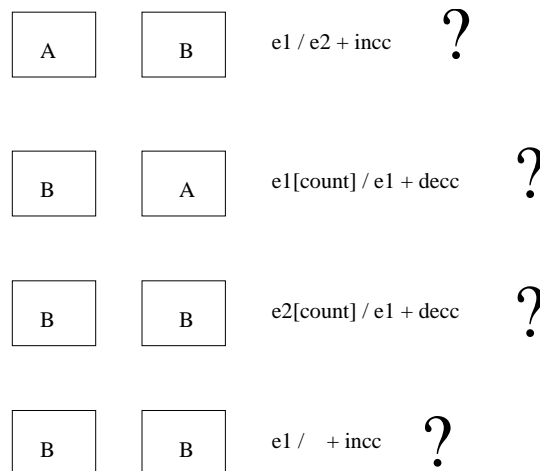 A B e1 / e2 + incc ?
B A e1[count] / e1 + decc ?
B B e2[count] / e1 + decc ?
B B e1 / + incc ?